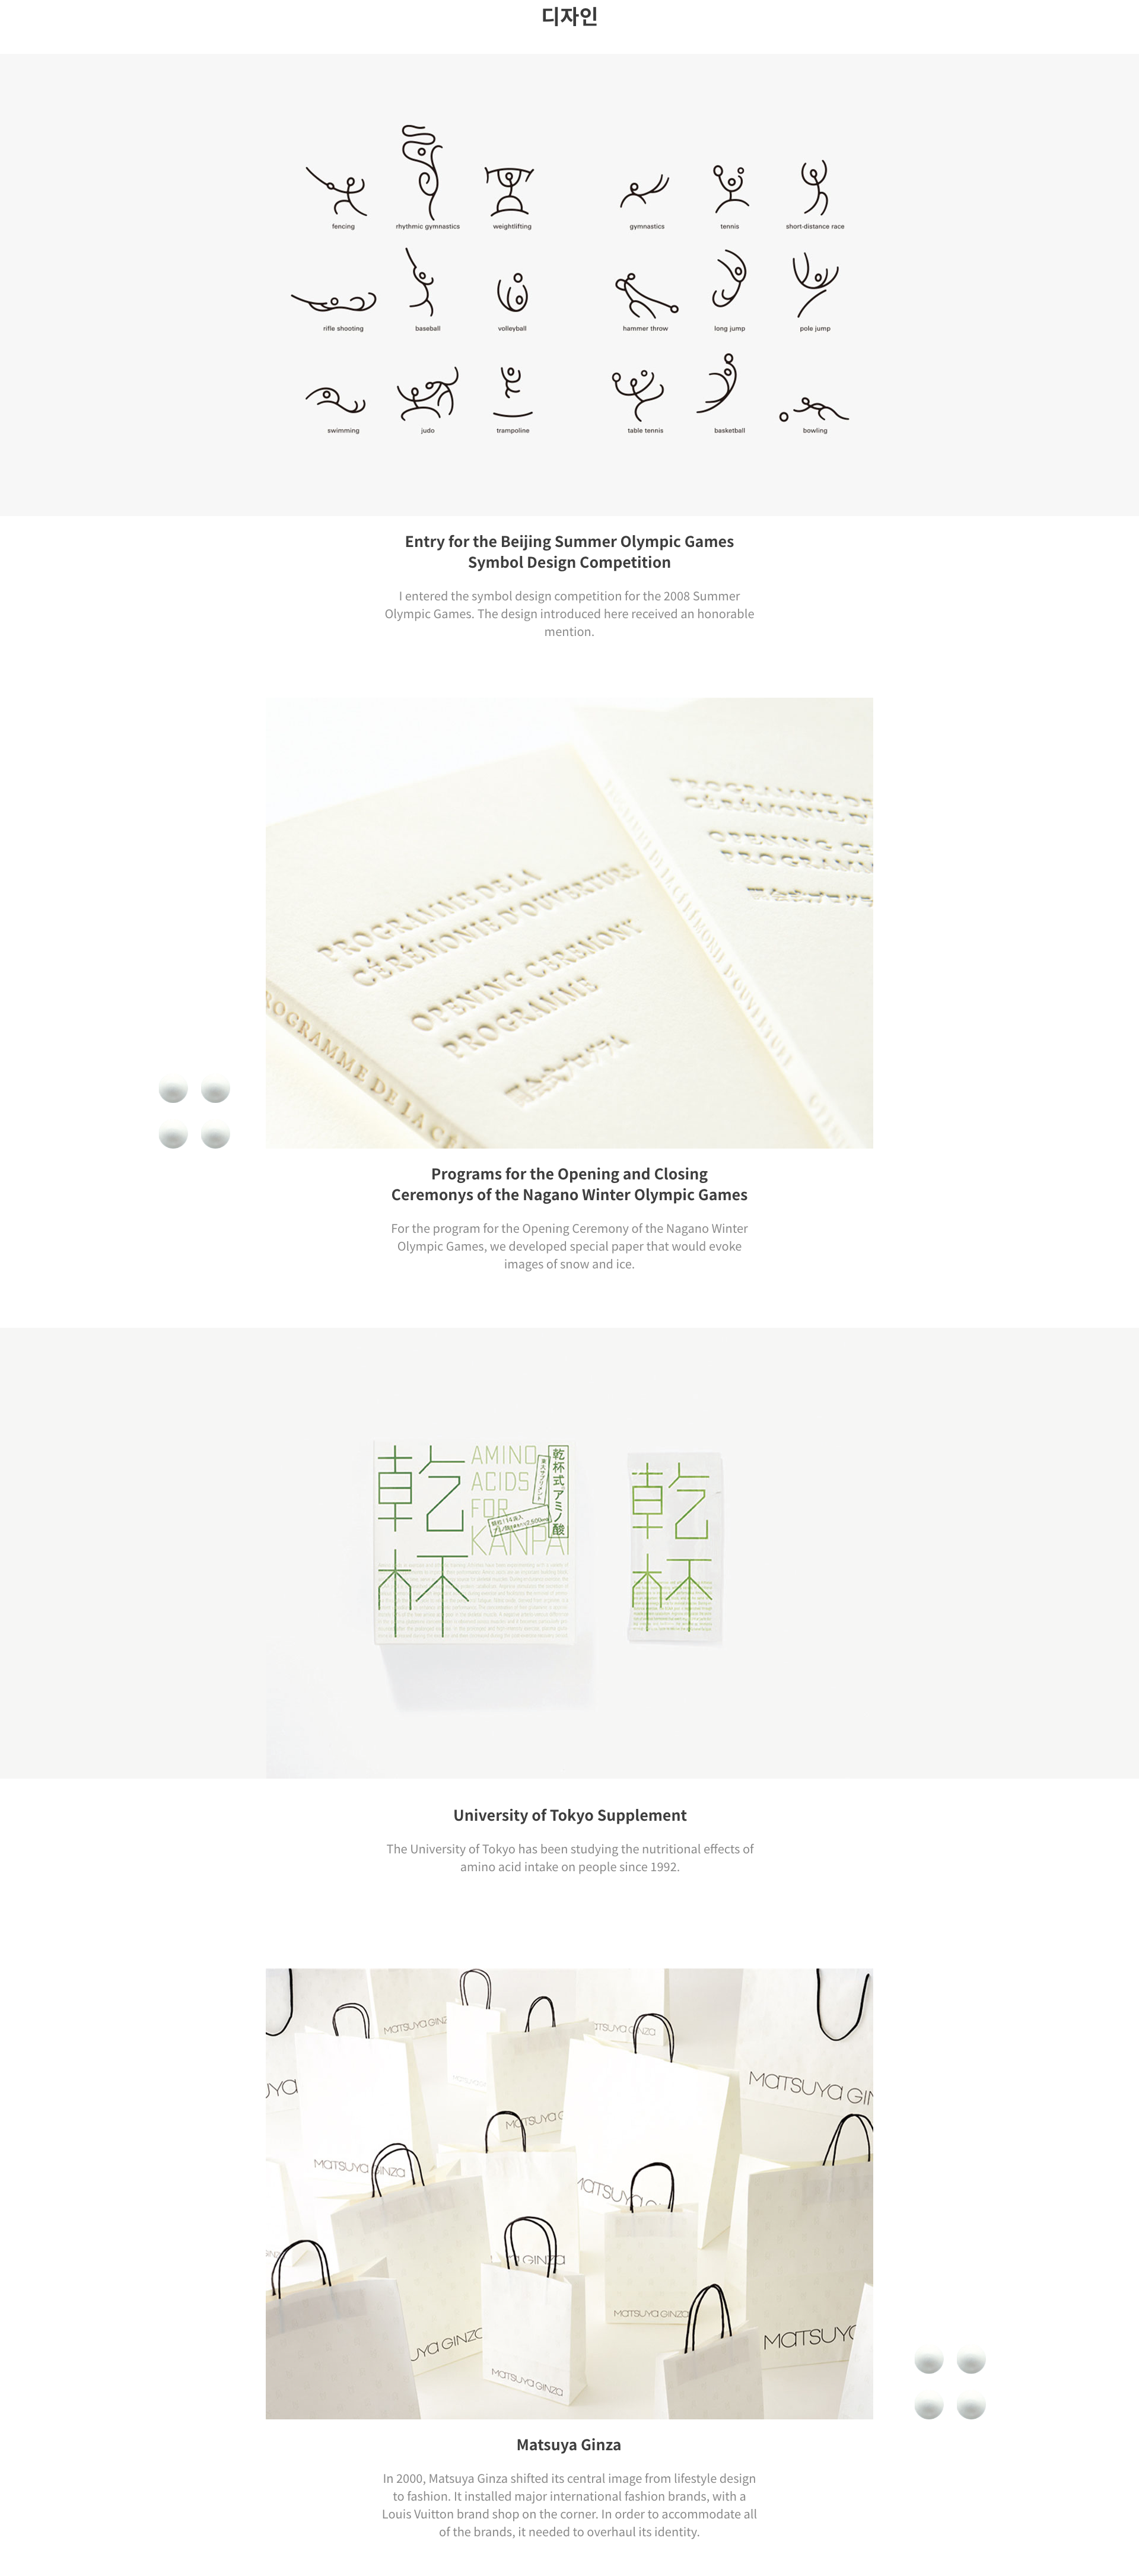 디자인
fencing
rhythmic gymnastics
weightlifting
gymnastics
tennis
short-distance race
rifle shooting
baseball
volleyball
hammer throw
long jump
pole jump
swimming
judo
trampoline
table tennis
basketball
bowling
Entry for the Beijing Summer Olympic Games
Symbol Design Competition
I entered the symbol design competition for the 2008 Summer
Olympic Games. The design introduced here received an honorable
mention.
PROGRAMME DE LA
CÉRÉMONIE D'OUVERTURE
OPENING CEREMONY
PROGRAMME
Programs for the Opening and Closing
Ceremonys of the Nagano Winter Olympic Games
For the program for the Opening Ceremony of the Nagano Winter
Olympic Games, we developed special paper that would evoke
images of snow and ice.
乾
杯
AMINO
ACIDS
FOR
KANPAI
乾杯式アミノ酸
乾
杯
University of Tokyo Supplement
The University of Tokyo has been studying the nutritional effects of
amino acid intake on people since 1992.
MATSUYA GINZA
MATSUYA GINZA
MATSUYA GINZA
MATSUYA GINZA
Matsuya Ginza
In 2000, Matsuya Ginza shifted its central image from lifestyle design
to fashion. It installed major international fashion brands, with a
Louis Vuitton brand shop on the corner. In order to accommodate all
of the brands, it needed to overhaul its identity.